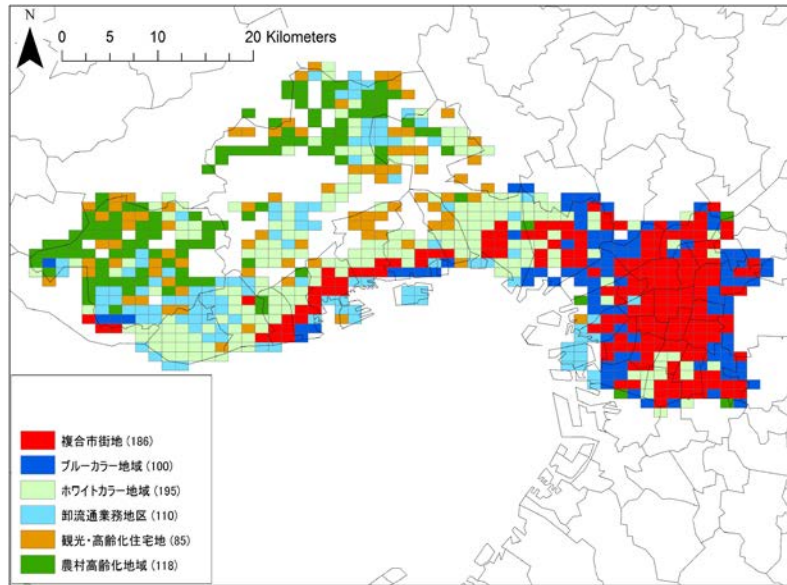 N
0 5 10 20 Kilometers
複合市街地 (186)
ブルーカラー地域 (100)
ホワイトカラー地域 (195)
卸流通業務地区 (110)
観光・高齢化住宅地 (85)
農村高齢化地域 (118)